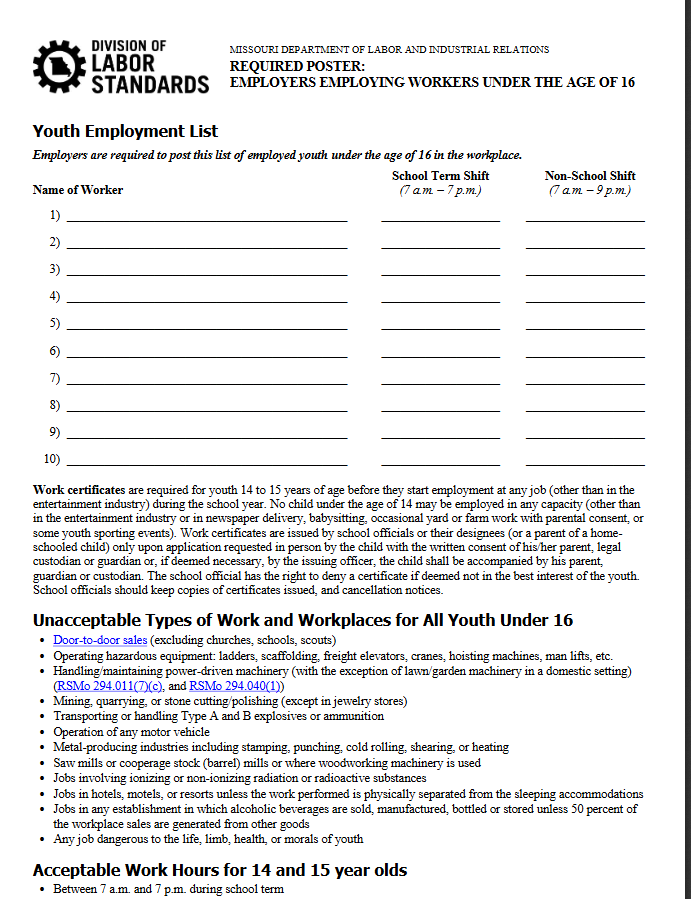 DIVISION OF
LABOR
STANDARDS
MISSOURI DEPARTMENT OF LABOR AND INDUSTRIAL RELATIONS
REQUIRED POSTER:
EMPLOYERS EMPLOYING WORKERS UNDER THE AGE OF 16
Youth Employment List
Employers are required to post this list of employed youth under the age of 16 in the workplace.
School Term Shift Non-School Shift
Name of Worker (7 a.m. – 7 p.m.) (7 a.m. – 9 p.m.)
1)
2)
3)
4)
5)
6)
7)
8)
9)
10)
Work certificates are required for youth 14 to 15 years of age before they start employment at any job (other than in the
entertainment industry) during the school year. No child under the age of 14 may be employed in any capacity (other than
in the entertainment industry or in newspaper delivery, babysitting, occasional yard or farm work with parental consent, or
some youth sporting events). Work certificates are issued by school officials or their designees (or a parent of a home-
schooled child) only upon application requested in person by the child with the written consent of his/her parent, legal
custodian or guardian or, if deemed necessary, by the issuing officer, the child shall be accompanied by his parent,
guardian or custodian. The school official has the right to deny a certificate if deemed not in the best interest of the youth.
School officials should keep copies of certificates issued, and cancellation notices.
Unacceptable Types of Work and Workplaces for All Youth Under 16
• Door-to-door sales (excluding churches, schools, scouts)
• Operating hazardous equipment: ladders, scaffolding, freight elevators, cranes, hoisting machines, man lifts, etc.
• Handling/maintaining power-driven machinery (with the exception of lawn/garden machinery in a domestic setting)
(RSMo 294.011(7)(c), and RSMo 294.040(1))
• Mining, quarrying, or stone cutting/polishing (except in jewelry stores)
• Transporting or handling Type A and B explosives or ammunition
• Operation of any motor vehicle
• Metal-producing industries including stamping, punching, cold rolling, shearing, or heating
• Saw mills or cooperage stock (barrel) mills or where woodworking machinery is used
• Jobs involving ionizing or non-ionizing radiation or radioactive substances
• Jobs in hotels, motels, or resorts unless the work performed is physically separated from the sleeping accommodations
• Jobs in any establishment in which alcoholic beverages are sold, manufactured, bottled or stored unless 50 percent of
the workplace sales are generated from other goods
• Any job dangerous to the life, limb, health, or morals of youth
Acceptable Work Hours for 14 and 15 year olds
• Between 7 a.m. and 7 p.m. during school term